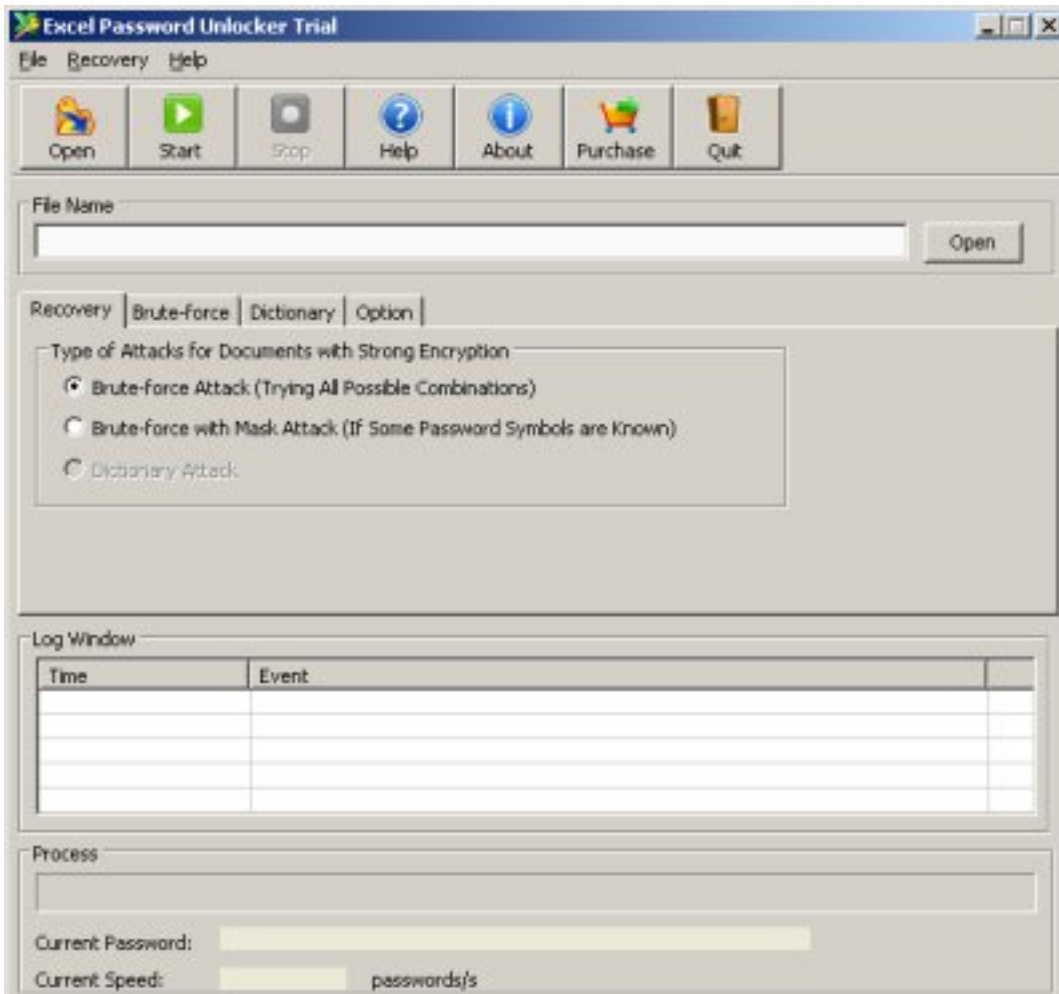 Excel Password Unlocker Trial
File Recovery Help
Open Start Stop Help About Purchase Quit
File Name
Open
Recovery Brute-force Dictionary Option
Type of Attacks for Documents with Strong Encryption
Brute-force Attack (Trying All Possible Combinations)
Brute-force with Mask Attack (If Some Password Symbols are Known)
Dictionary Attack
Log Window
Time Event
Process
Current Password:
Current Speed: passwords/s